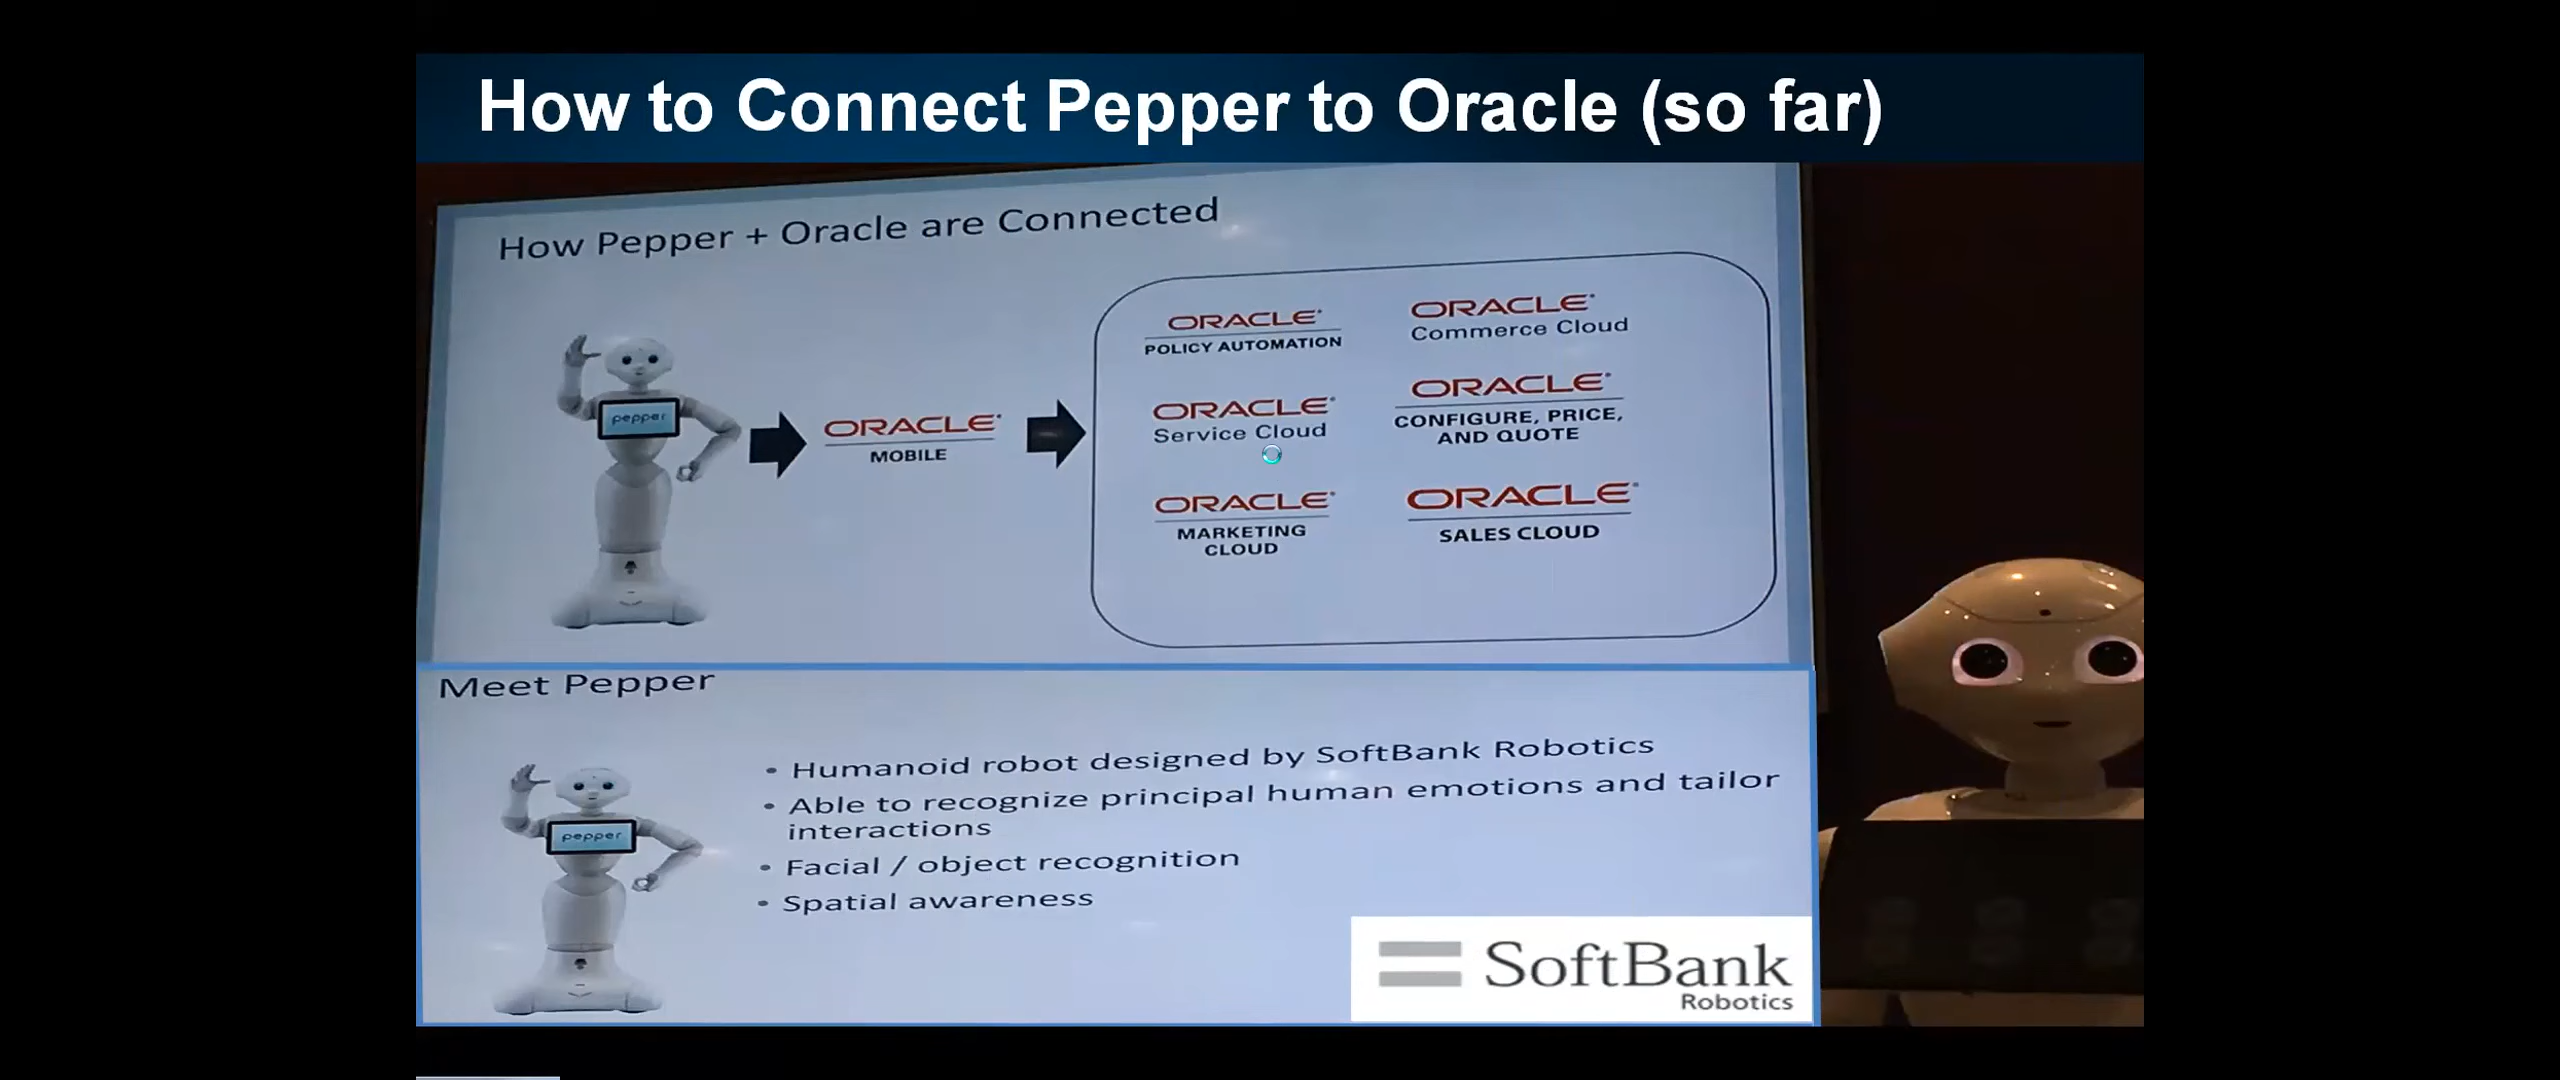 How to Connect Pepper to Oracle (so far)
How Pepper + Oracle are Connected
pepper
ORACLE
MOBILE
ORACLE
POLICY AUTOMATION
ORACLE
Commerce Cloud
ORACLE
Service Cloud
ORACLE
CONFIGURE, PRICE,
AND QUOTE
ORACLE
MARKETING
CLOUD
ORACLE
SALES CLOUD
Meet Pepper
pepper
• Humanoid robot designed by SoftBank Robotics
• Able to recognize principal human emotions and tailor
interactions
• Facial / object recognition
• Spatial awareness
SoftBank
Robotics